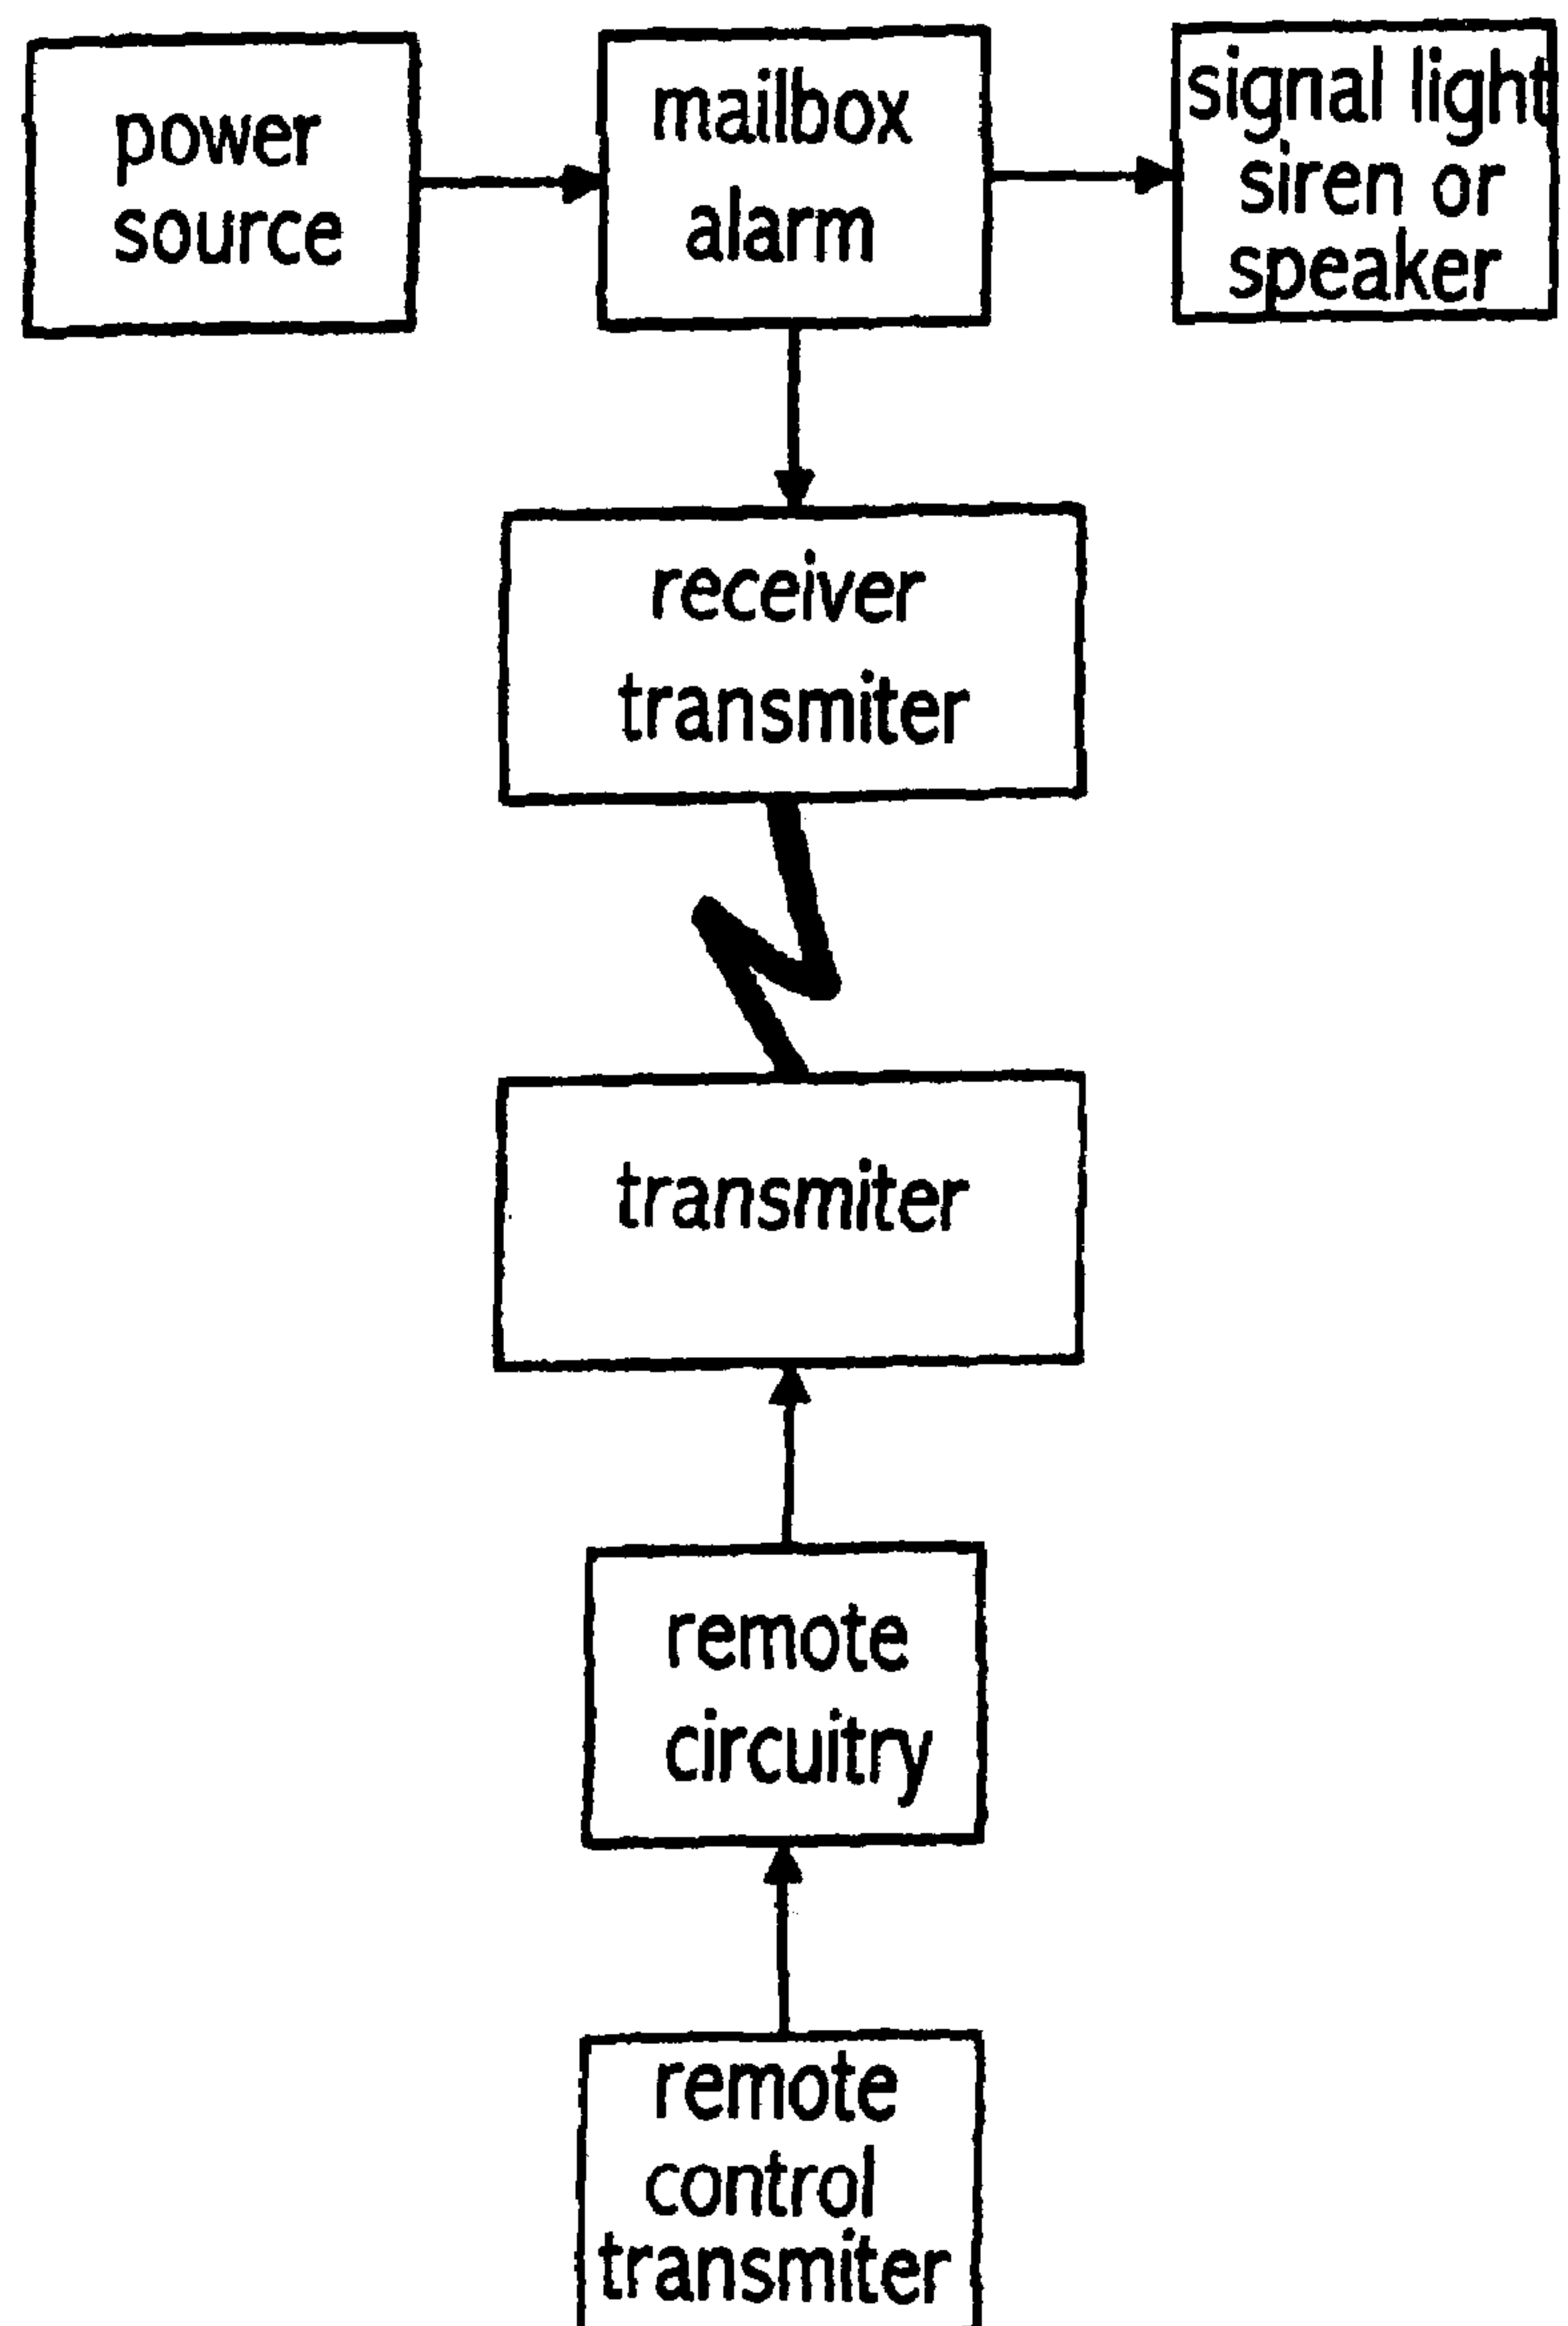 power
source
mailbox
alarm
signal light
siren or
speaker
receiver
transmiter
transmiter
remote
circuitry
remote
control
transmiter